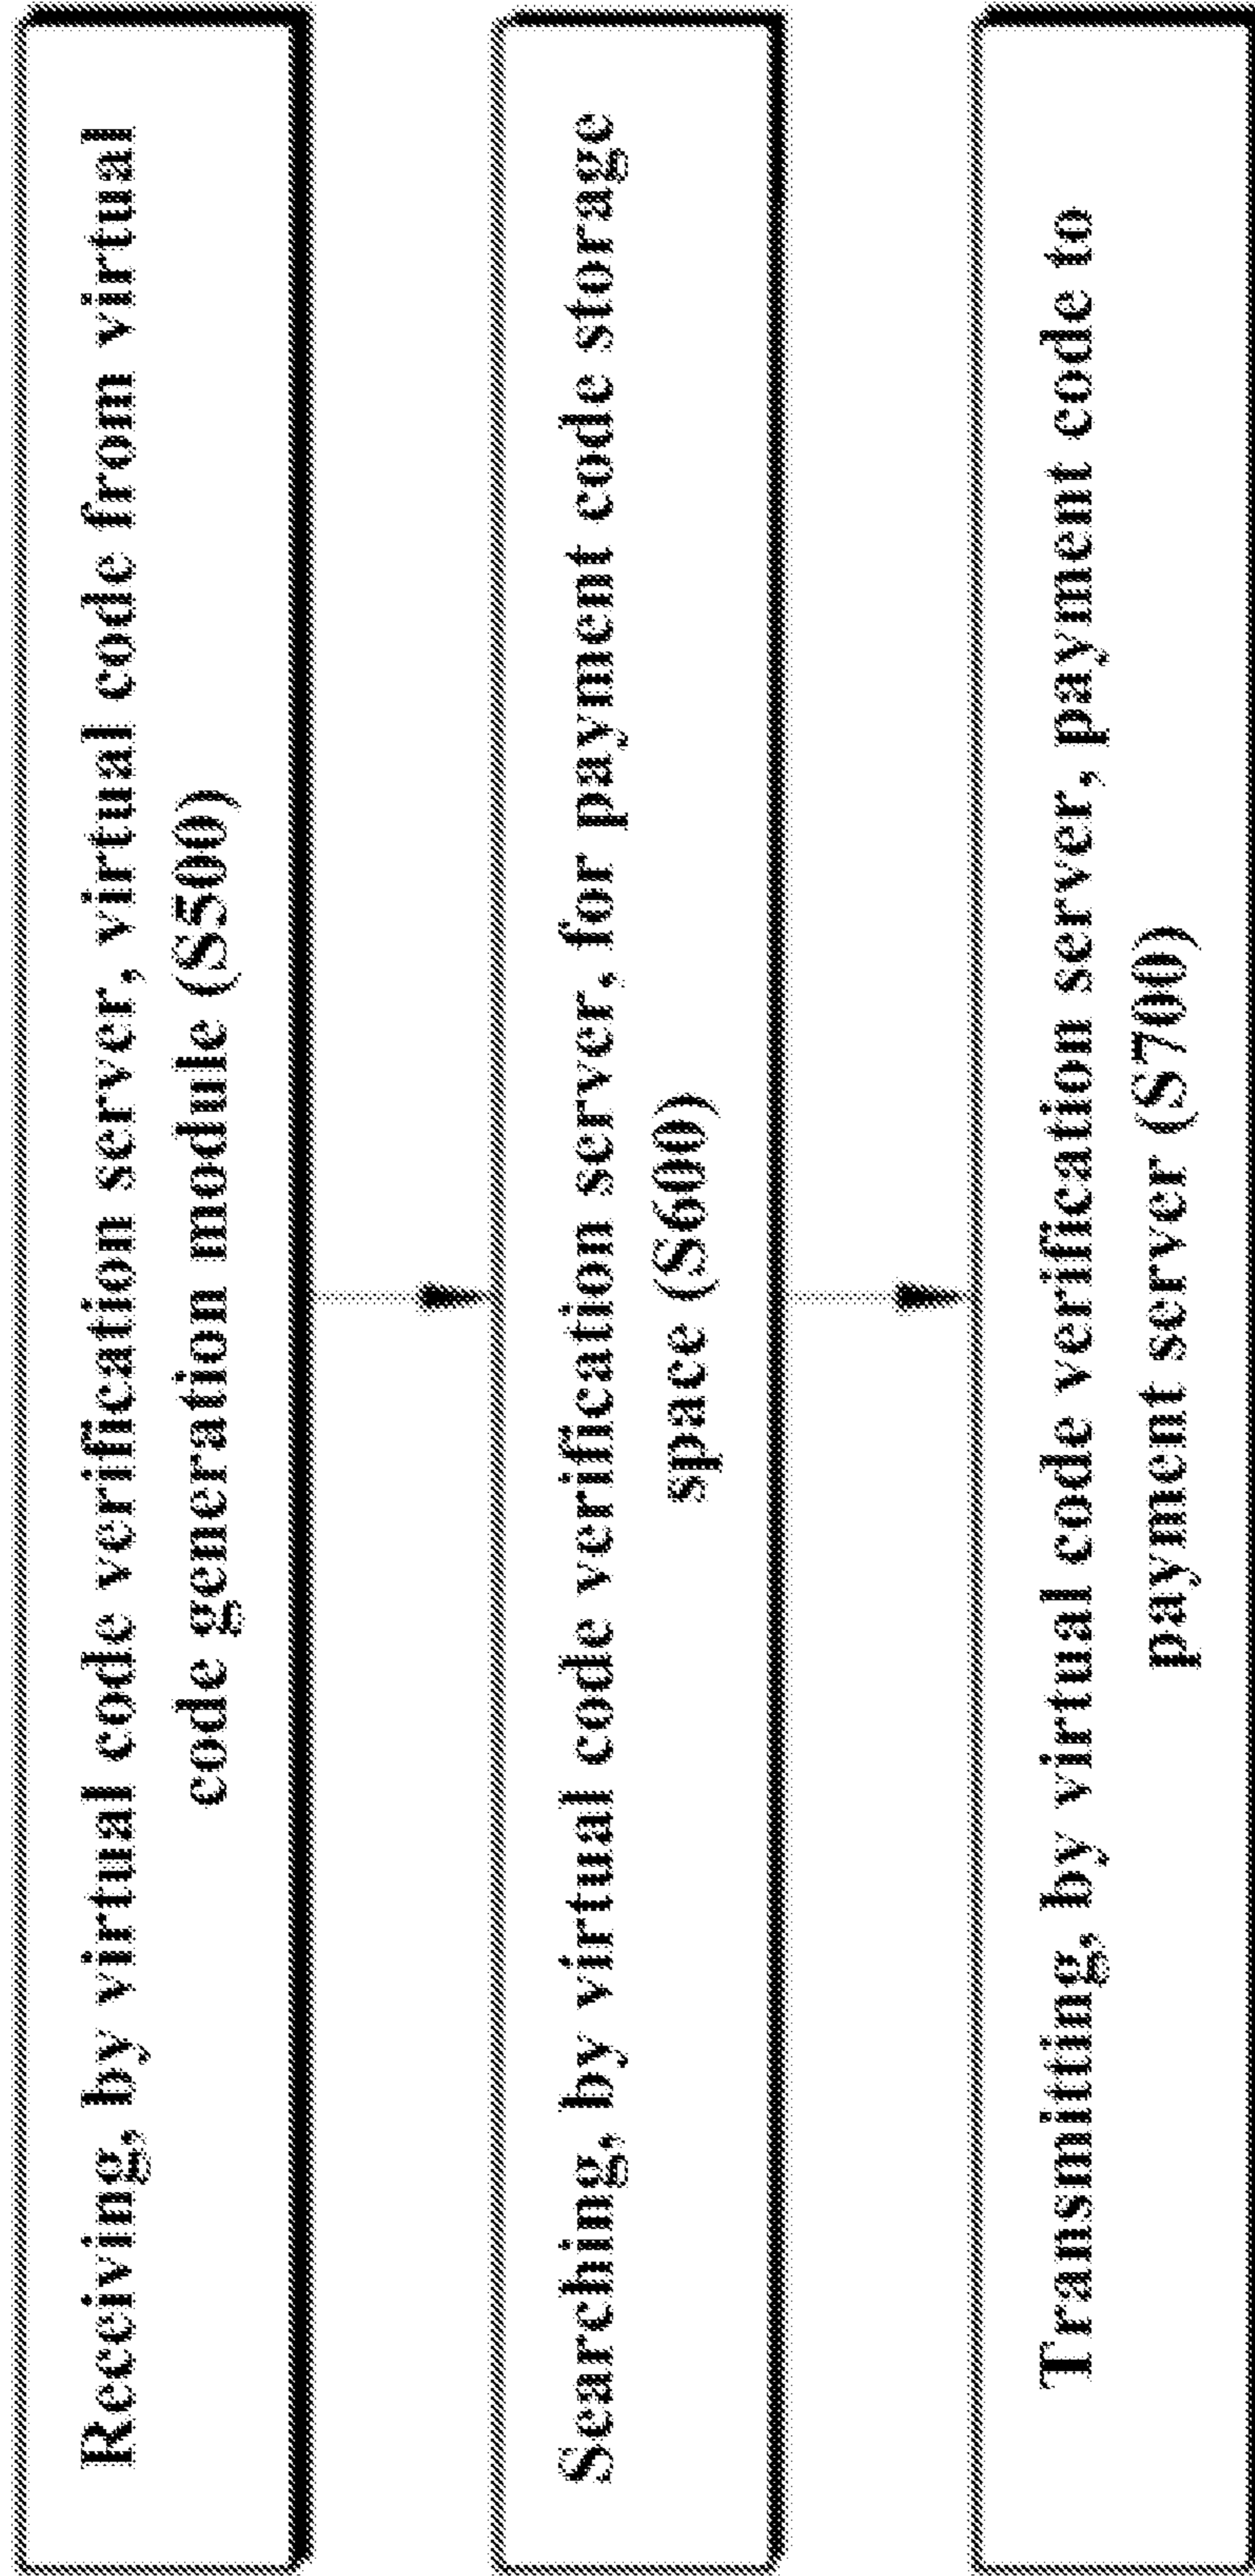 Receiving, by virtual code verification server, virtual code from virtual
code generation module (S500)
Searching, by virtual code verification server, for payment code storage
space (S600)
Transmitting, by virtual code verification server, payment code to
payment server (S700)